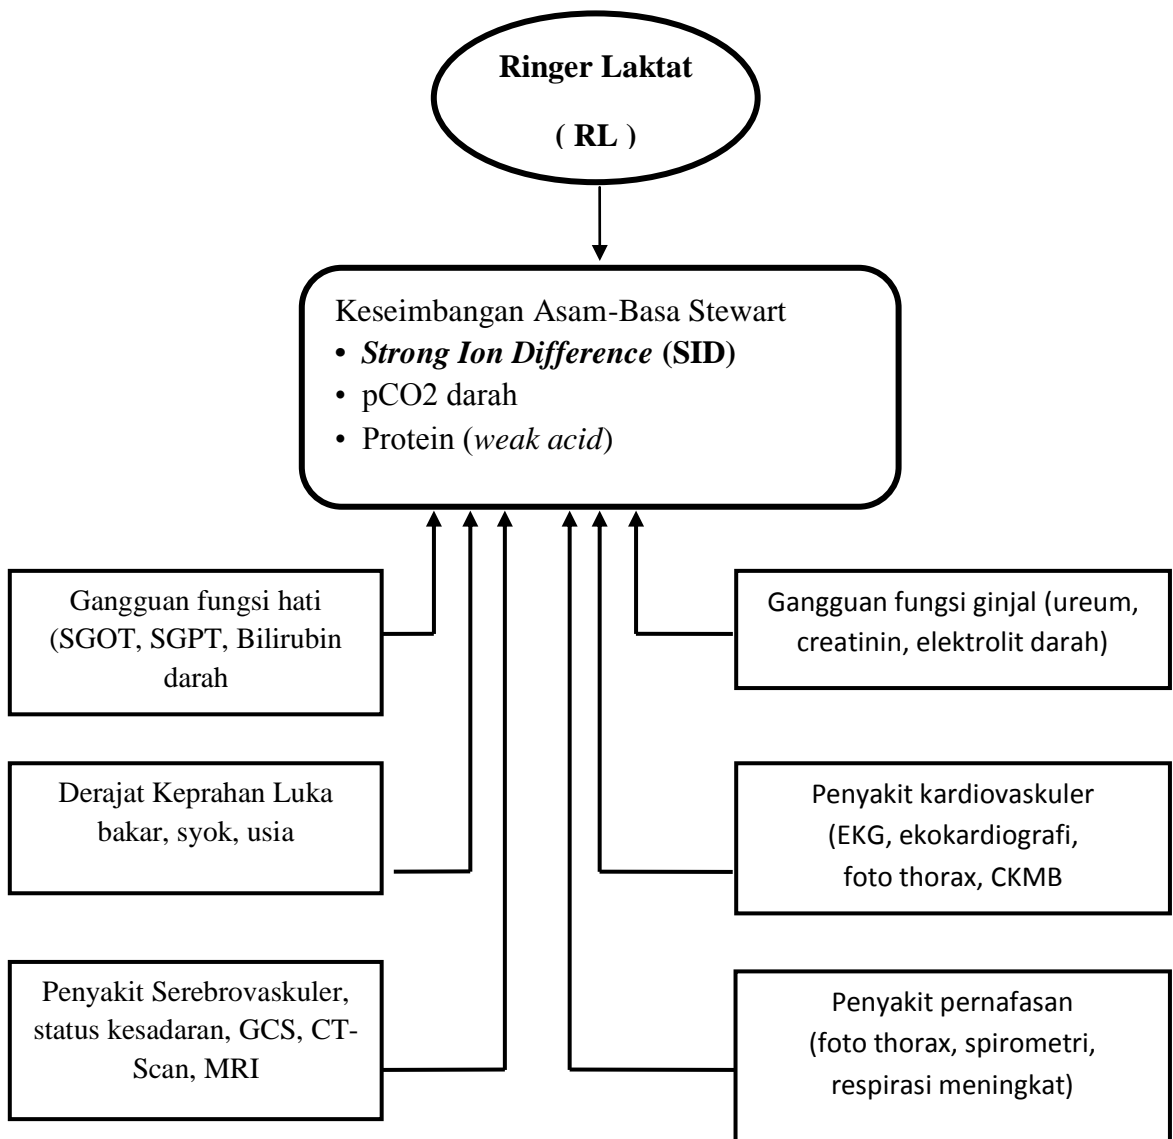 Ringer Laktat
( RL )
Keseimbangan Asam-Basa Stewart
• Strong Ion Difference (SID)
• pCO2 darah
• Protein (weak acid)
Gangguan fungsi hati
(SGOT, SGPT, Bilirubin
darah
Gangguan fungsi ginjal (ureum,
creatinin, elektrolit darah)
Derajat Keprahan Luka
bakar, syok, usia
Penyakit kardiovaskuler
(EKG, ekokardiografi,
foto thorax, CKMB
Penyakit Serebrovaskuler,
status kesadaran, GCS, CT-
Scan, MRI
Penyakit pernafasan
(foto thorax, spirometri,
respirasi meningkat)